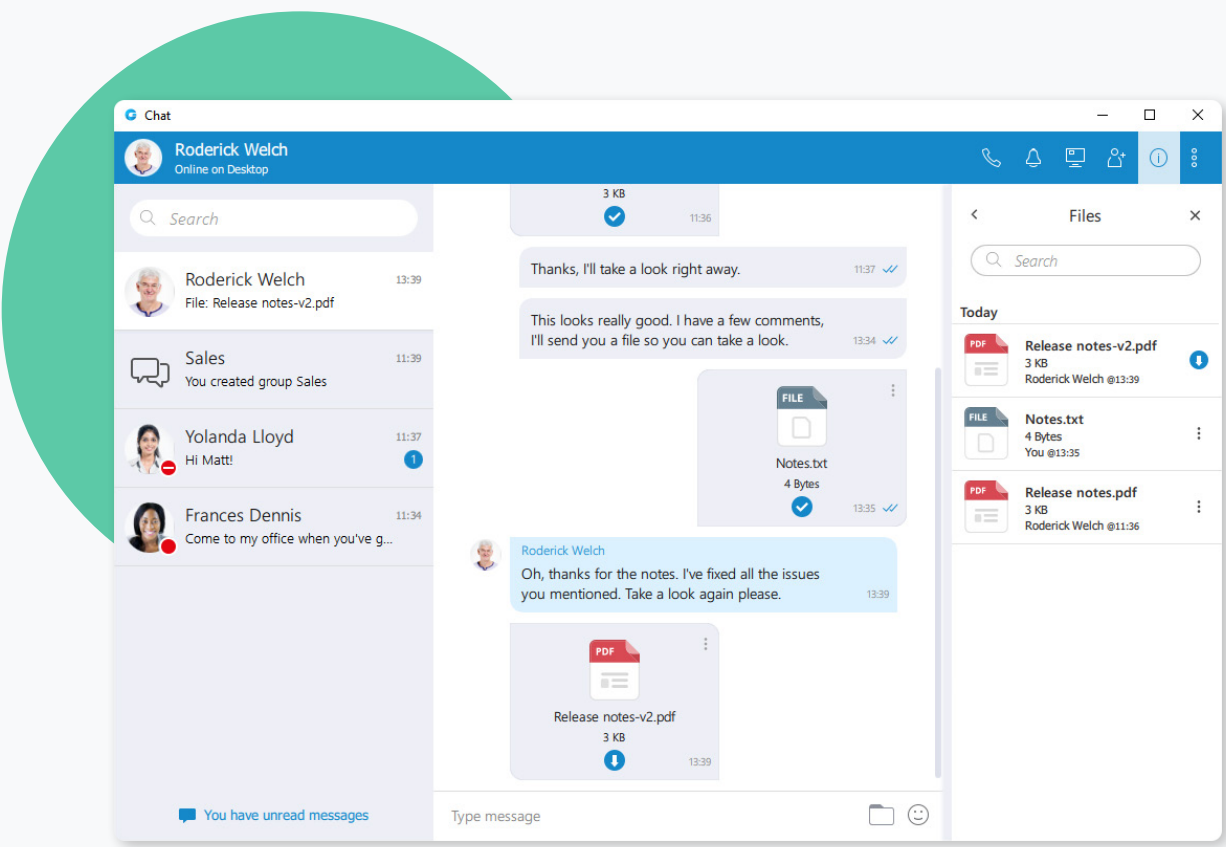 Chat
Roderick Welch
Online on Desktop
Search
Roderick Welch 13:39
File: Release notes-v2.pdf
Sales 11:39
You created group Sales
Yolanda Lloyd 11:37
Hi Matt! 1
Frances Dennis 11:34
Come to my office when you've g...
You have unread messages
3 KB
11:36
Thanks, I'll take a look right away. 11:37
This looks really good. I have a few comments,
I'll send you a file so you can take a look. 13:34
FILE
Notes.txt
4 Bytes
13:35
Roderick Welch
Oh, thanks for the notes. I've fixed all the issues
you mentioned. Take a look again please. 13:39
PDF
Release notes-v2.pdf
3 KB
13:39
Type message
Files
Search
Today
PDF
Release notes-v2.pdf
3 KB
Roderick Welch @13:39
FILE
Notes.txt
4 Bytes
You @13:35
PDF
Release notes.pdf
3 KB
Roderick Welch @11:36